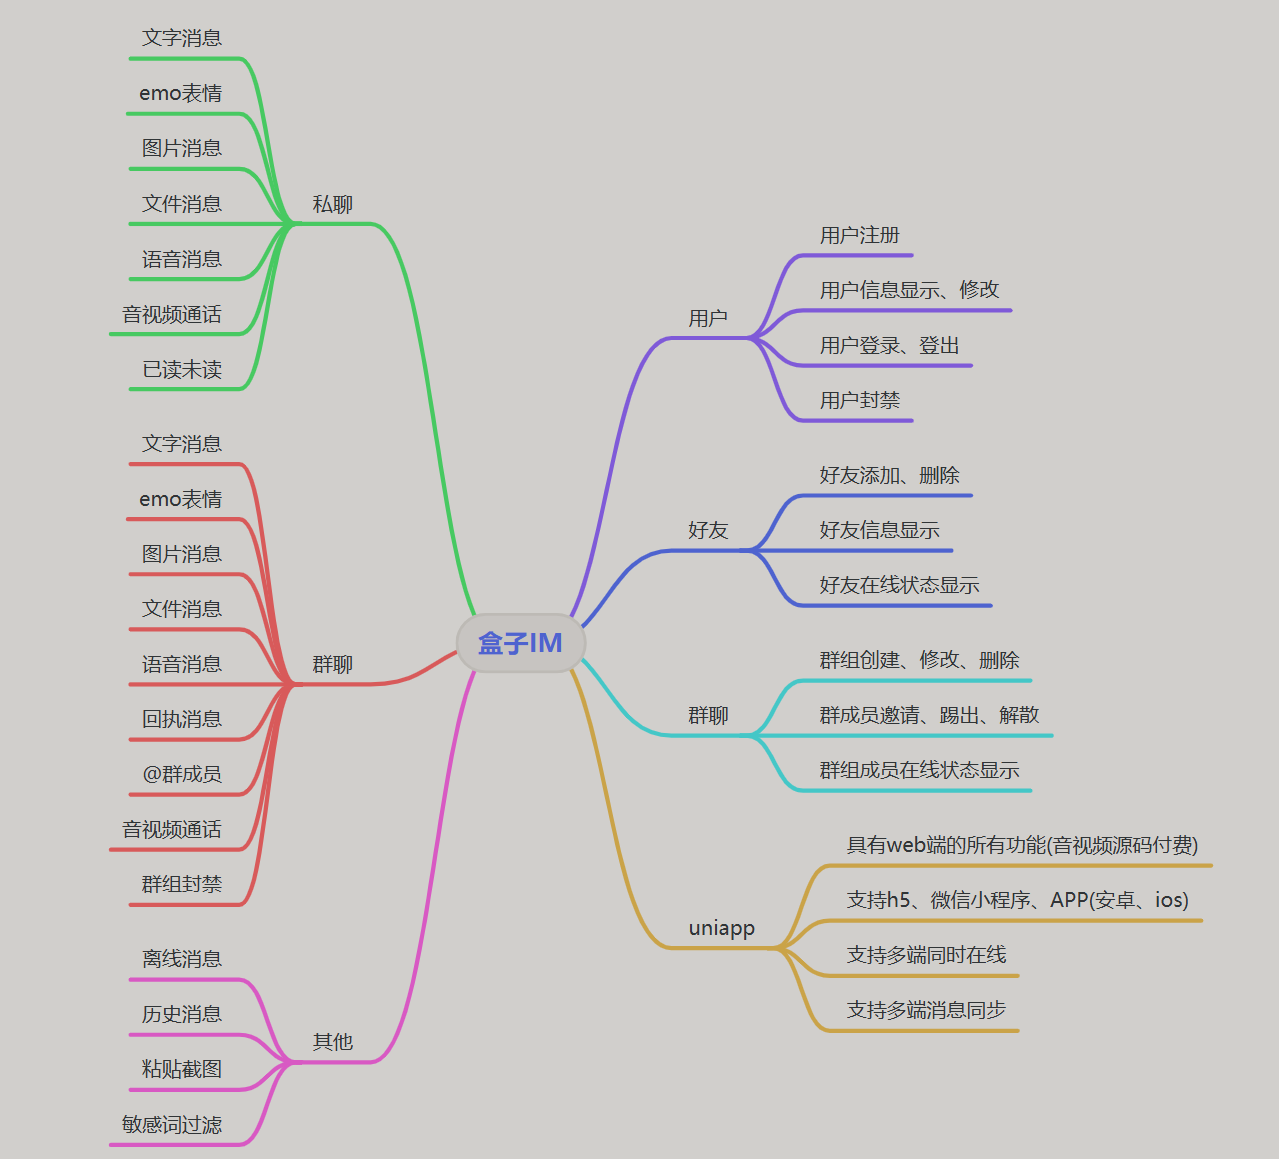 盒子IM
私聊
文字消息
emo表情
图片消息
文件消息
语音消息
音视频通话
已读未读
群聊
文字消息
emo表情
图片消息
文件消息
语音消息
回执消息
@群成员
音视频通话
群组封禁
其他
离线消息
历史消息
粘贴截图
敏感词过滤
用户
用户注册
用户信息显示、修改
用户登录、登出
用户封禁
好友
好友添加、删除
好友信息显示
好友在线状态显示
群聊
群组创建、修改、删除
群成员邀请、踢出、解散
群组成员在线状态显示
uniapp
具有web端的所有功能(音视频源码付费)
支持h5、微信小程序、APP(安卓、ios)
支持多端同时在线
支持多端消息同步